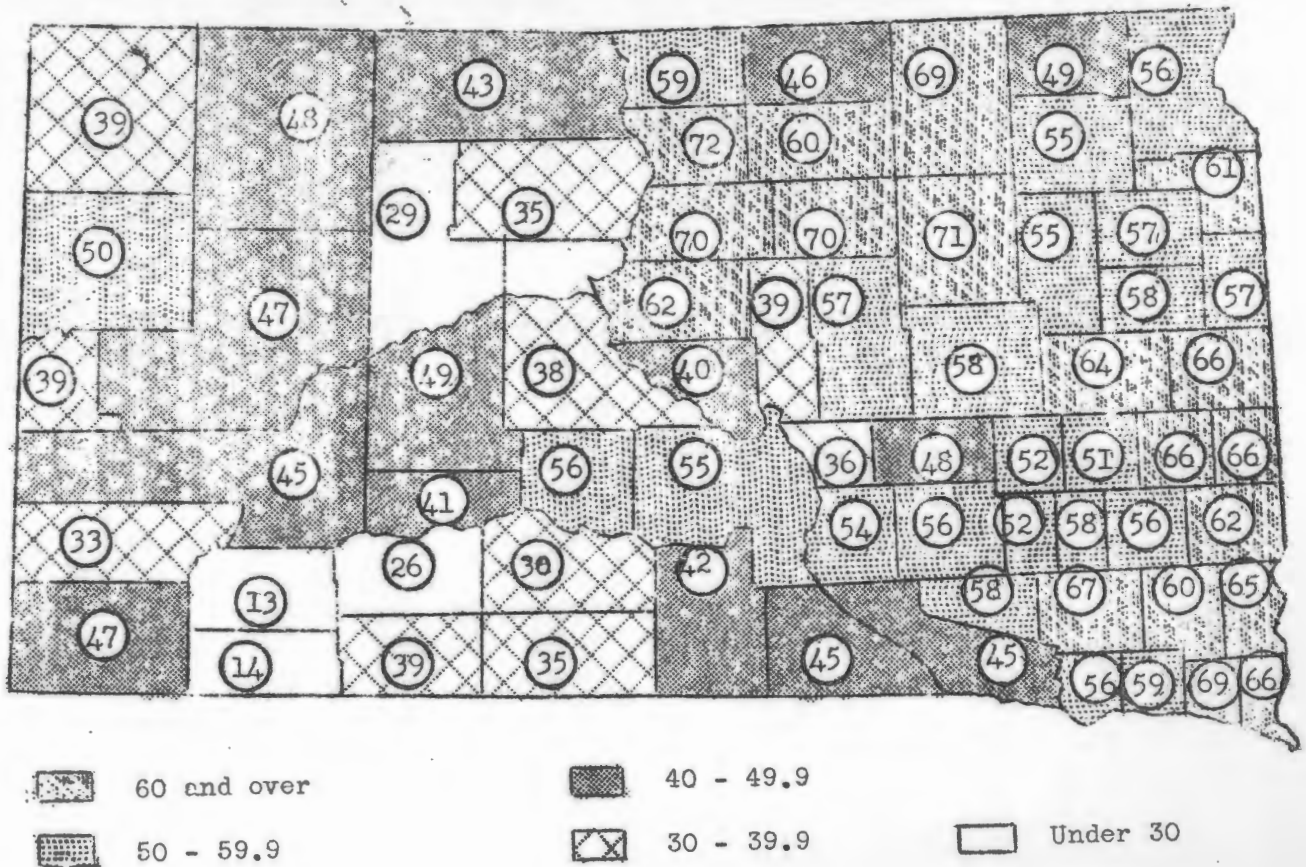 39 48 43 59 46 69 49 56
72 60 55
29 35 61
50 70 70 71 55 57
47 62 39 57 58 57
39 49 38 40 58 64 66
45 41 56 55 36 48 52 51 66 66
33 54 56 52 58 56 62
13 26 30 42 58 67 60 65
47 14 39 35 45 45 56 59 69 66
60 and over
40 - 49.9
50 - 59.9
30 - 39.9
Under 30